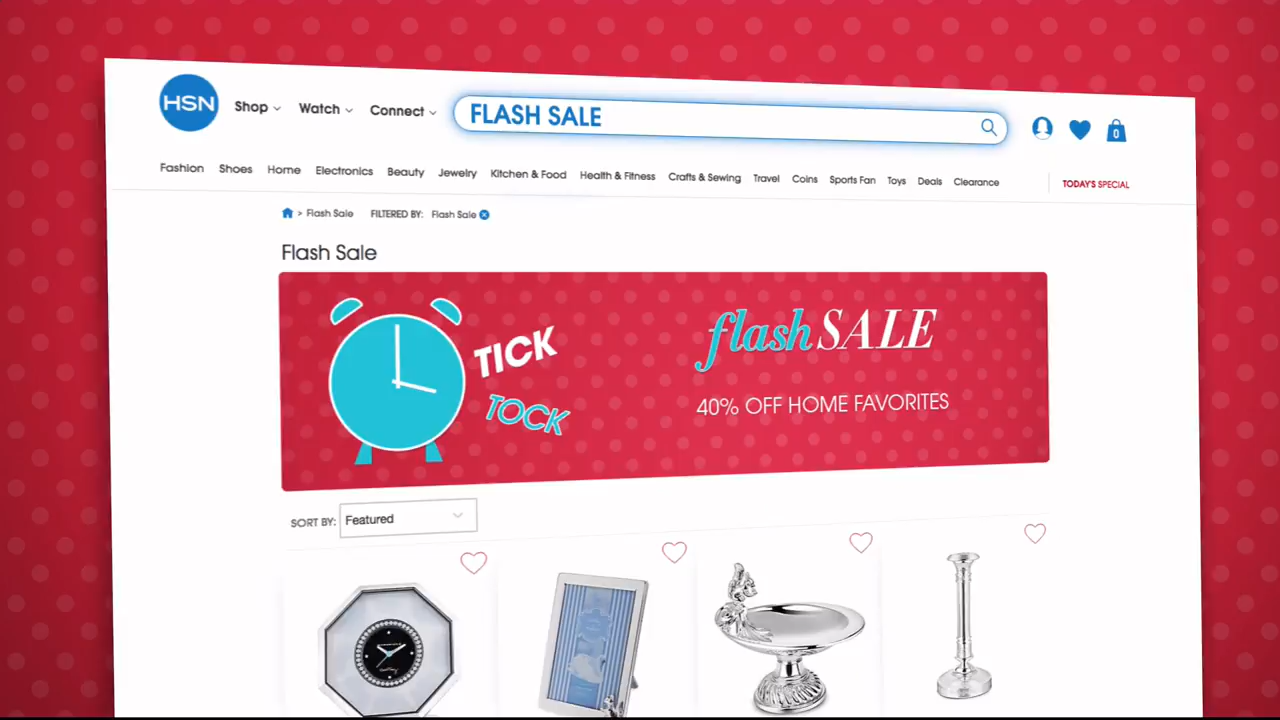 HSN Shop Watch Connect FLASH SALE 0
Fashion Shoes Home Electronics Beauty Jewelry Kitchen & Food Health & Fitness Crafts & Sewing Travel Coins Sports Fan Toys Deals Clearance TODAY'S SPECIAL
> Flash Sale FILTERED BY: Flash Sale
Flash Sale
TICK
TOCK
flash SALE
40% OFF HOME FAVORITES
SORT BY: Featured